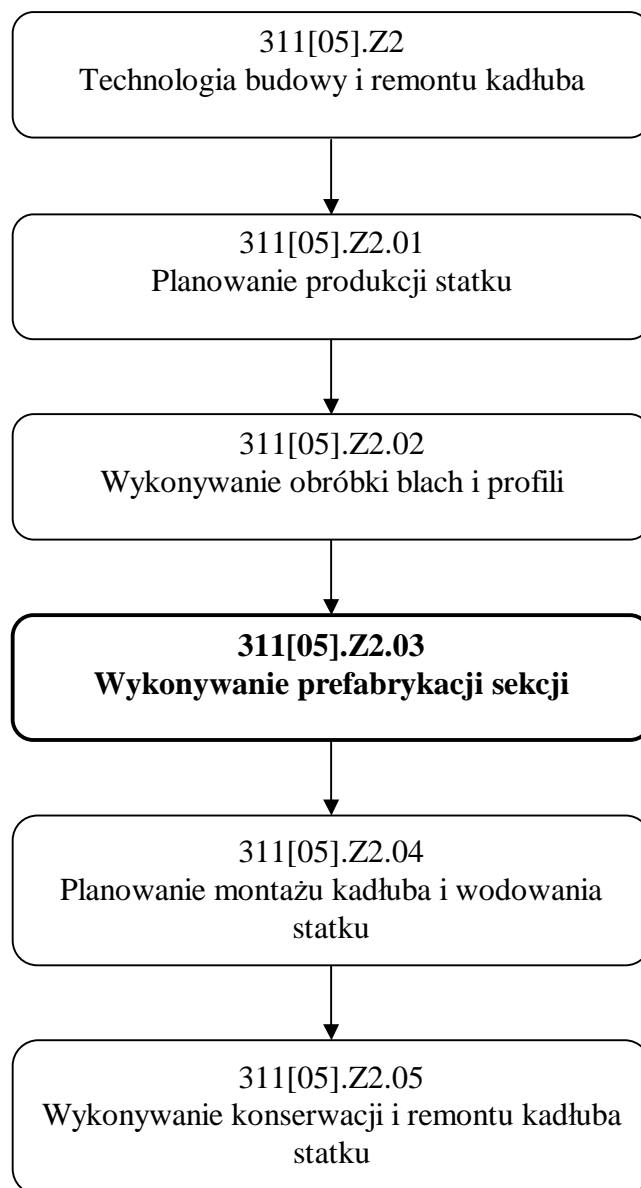 311[05].Z2
Technologia budowy i remontu kadłuba
311[05].Z2.01
Planowanie produkcji statku
311[05].Z2.02
Wykonywanie obróbki blach i profili
311[05].Z2.03
Wykonywanie prefabrykacji sekcji
311[05].Z2.04
Planowanie montażu kadłuba i wodowania
statku
311[05].Z2.05
Wykonywanie konserwacji i remontu kadłuba
statku